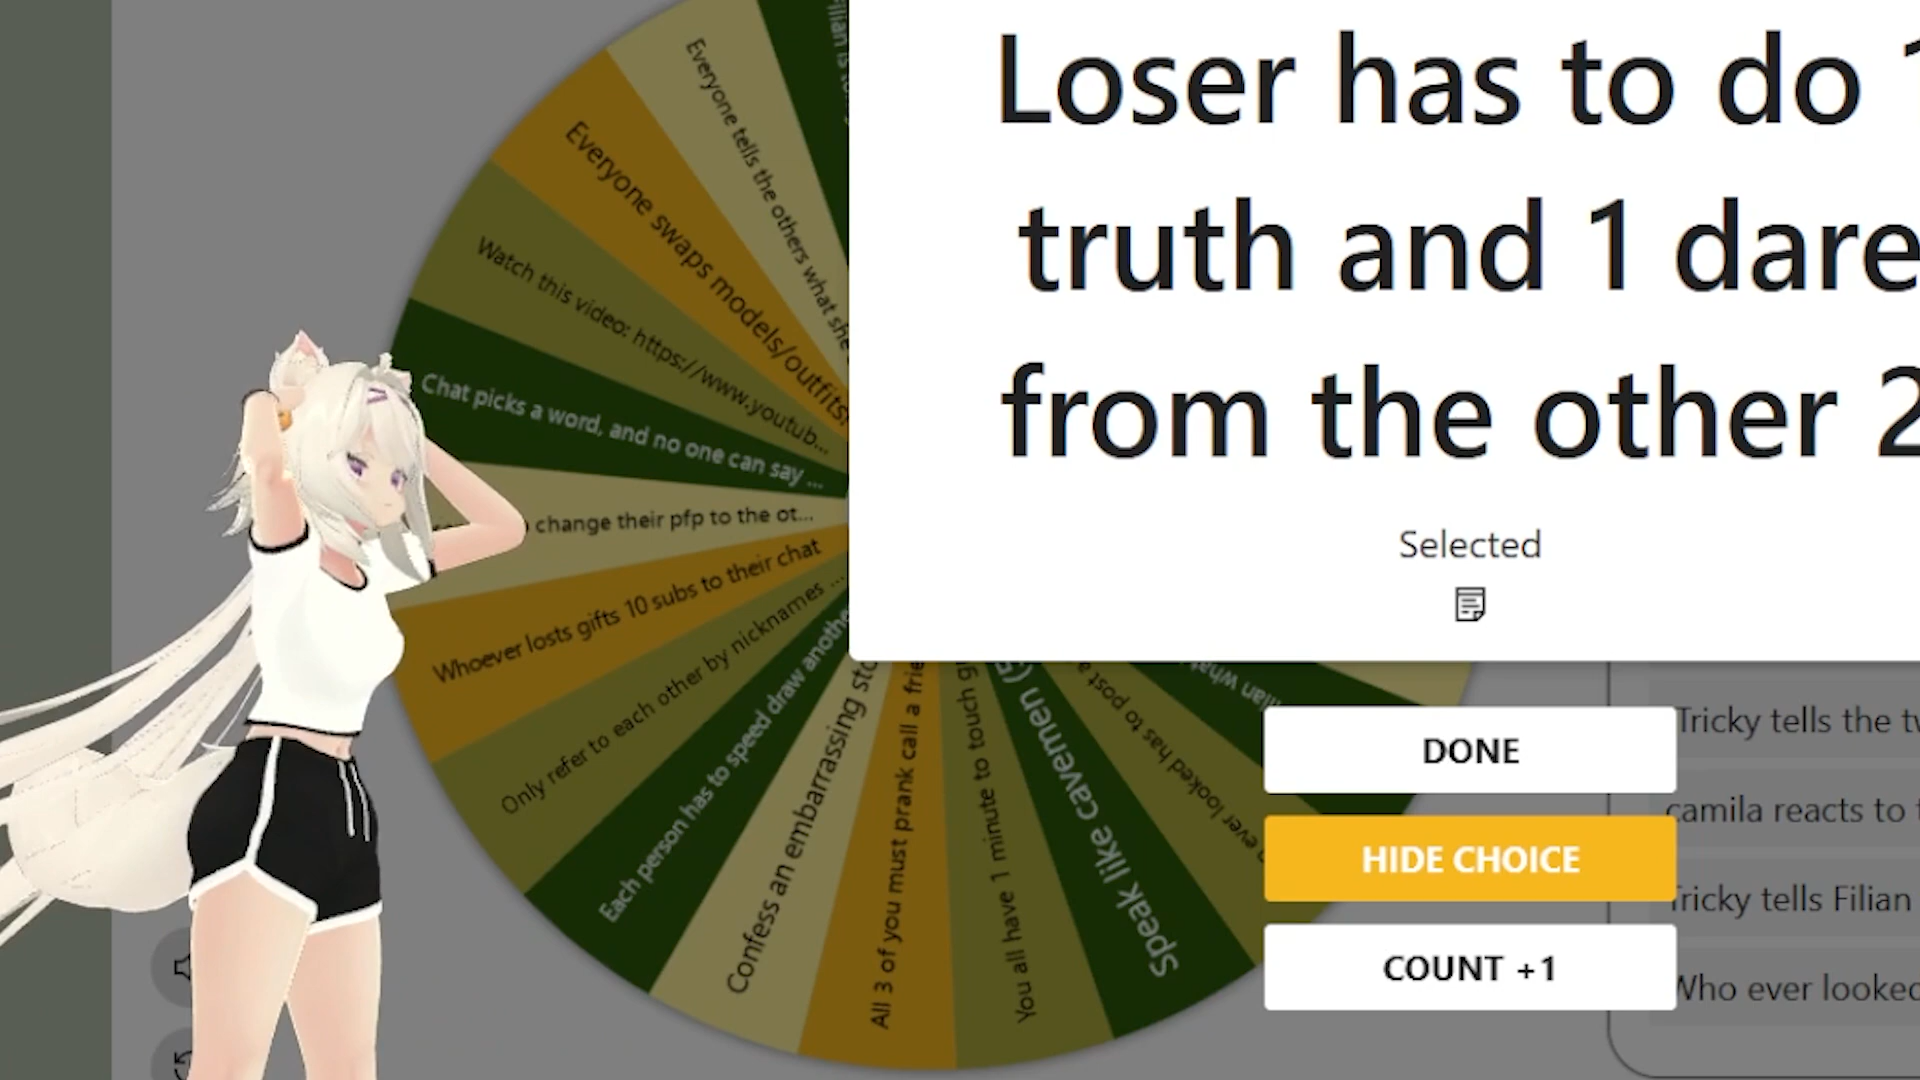 Loser has to do 1
truth and 1 dare
from the other 2
Selected
DONE
HIDE CHOICE
COUNT +1
Everyone tells the others what she
Everyone swaps models/outfits!
Watch this video: https://www.youtub...
Chat picks a word, and no one can say ...
change their pfp to the ot...
Whoever losts gifts 10 subs to their chat
Only refer to each other by nicknames ...
Each person has to speed draw anothe
Confess an embarrassing sto
All 3 of you must prank call a frie
You all have 1 minute to touch g
Speak like cavemen
ever looked has to post a
Tricky tells the tw
camila reacts to
Tricky tells Filian
Who ever looked